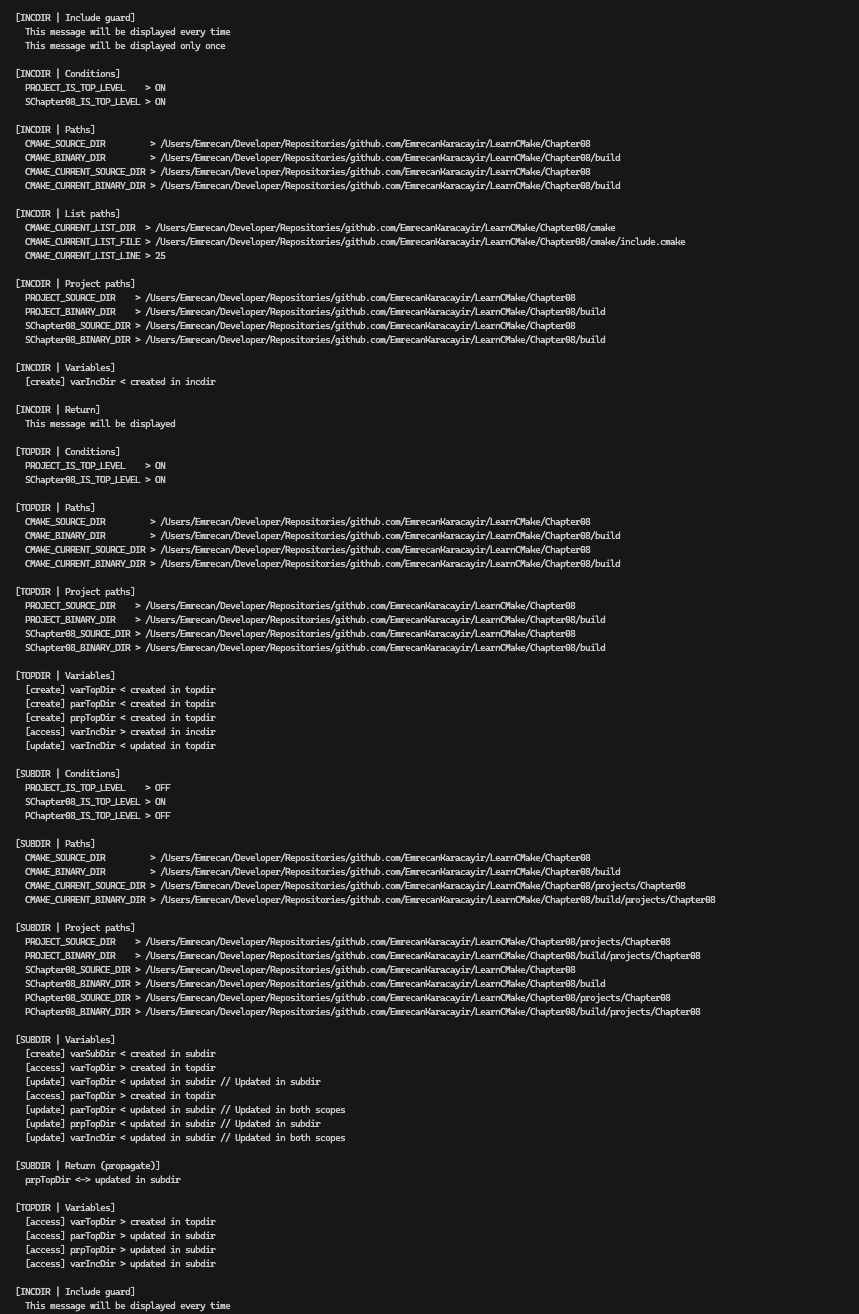 [INCDIR | Include guard]
  This message will be displayed every time
  This message will be displayed only once

[INCDIR | Conditions]
  PROJECT_IS_TOP_LEVEL    > ON
  SChapter08_IS_TOP_LEVEL > ON

[INCDIR | Paths]
  CMAKE_SOURCE_DIR         > /Users/Emrecan/Developer/Repositories/github.com/EmrecanKaracayir/LearnCMake/Chapter08
  CMAKE_BINARY_DIR         > /Users/Emrecan/Developer/Repositories/github.com/EmrecanKaracayir/LearnCMake/Chapter08/build
  CMAKE_CURRENT_SOURCE_DIR > /Users/Emrecan/Developer/Repositories/github.com/EmrecanKaracayir/LearnCMake/Chapter08
  CMAKE_CURRENT_BINARY_DIR > /Users/Emrecan/Developer/Repositories/github.com/EmrecanKaracayir/LearnCMake/Chapter08/build

[INCDIR | List paths]
  CMAKE_CURRENT_LIST_DIR  > /Users/Emrecan/Developer/Repositories/github.com/EmrecanKaracayir/LearnCMake/Chapter08/cmake
  CMAKE_CURRENT_LIST_FILE > /Users/Emrecan/Developer/Repositories/github.com/EmrecanKaracayir/LearnCMake/Chapter08/cmake/include.cmake
  CMAKE_CURRENT_LIST_LINE > 25

[INCDIR | Project paths]
  PROJECT_SOURCE_DIR    > /Users/Emrecan/Developer/Repositories/github.com/EmrecanKaracayir/LearnCMake/Chapter08
  PROJECT_BINARY_DIR    > /Users/Emrecan/Developer/Repositories/github.com/EmrecanKaracayir/LearnCMake/Chapter08/build
  SChapter08_SOURCE_DIR > /Users/Emrecan/Developer/Repositories/github.com/EmrecanKaracayir/LearnCMake/Chapter08
  SChapter08_BINARY_DIR > /Users/Emrecan/Developer/Repositories/github.com/EmrecanKaracayir/LearnCMake/Chapter08/build

[INCDIR | Variables]
  [create] varIncDir < created in incdir

[INCDIR | Return]
  This message will be displayed

[TOPDIR | Conditions]
  PROJECT_IS_TOP_LEVEL    > ON
  SChapter08_IS_TOP_LEVEL > ON

[TOPDIR | Paths]
  CMAKE_SOURCE_DIR         > /Users/Emrecan/Developer/Repositories/github.com/EmrecanKaracayir/LearnCMake/Chapter08
  CMAKE_BINARY_DIR         > /Users/Emrecan/Developer/Repositories/github.com/EmrecanKaracayir/LearnCMake/Chapter08/build
  CMAKE_CURRENT_SOURCE_DIR > /Users/Emrecan/Developer/Repositories/github.com/EmrecanKaracayir/LearnCMake/Chapter08
  CMAKE_CURRENT_BINARY_DIR > /Users/Emrecan/Developer/Repositories/github.com/EmrecanKaracayir/LearnCMake/Chapter08/build

[TOPDIR | Project paths]
  PROJECT_SOURCE_DIR    > /Users/Emrecan/Developer/Repositories/github.com/EmrecanKaracayir/LearnCMake/Chapter08
  PROJECT_BINARY_DIR    > /Users/Emrecan/Developer/Repositories/github.com/EmrecanKaracayir/LearnCMake/Chapter08/build
  SChapter08_SOURCE_DIR > /Users/Emrecan/Developer/Repositories/github.com/EmrecanKaracayir/LearnCMake/Chapter08
  SChapter08_BINARY_DIR > /Users/Emrecan/Developer/Repositories/github.com/EmrecanKaracayir/LearnCMake/Chapter08/build

[TOPDIR | Variables]
  [create] varTopDir < created in topdir
  [create] parTopDir < created in topdir
  [create] prpTopDir < created in topdir
  [access] varIncDir > created in incdir
  [update] varIncDir < updated in topdir

[SUBDIR | Conditions]
  PROJECT_IS_TOP_LEVEL    > OFF
  SChapter08_IS_TOP_LEVEL > ON
  PChapter08_IS_TOP_LEVEL > OFF

[SUBDIR | Paths]
  CMAKE_SOURCE_DIR         > /Users/Emrecan/Developer/Repositories/github.com/EmrecanKaracayir/LearnCMake/Chapter08
  CMAKE_BINARY_DIR         > /Users/Emrecan/Developer/Repositories/github.com/EmrecanKaracayir/LearnCMake/Chapter08/build
  CMAKE_CURRENT_SOURCE_DIR > /Users/Emrecan/Developer/Repositories/github.com/EmrecanKaracayir/LearnCMake/Chapter08/projects/Chapter08
  CMAKE_CURRENT_BINARY_DIR > /Users/Emrecan/Developer/Repositories/github.com/EmrecanKaracayir/LearnCMake/Chapter08/build/projects/Chapter08

[SUBDIR | Project paths]
  PROJECT_SOURCE_DIR    > /Users/Emrecan/Developer/Repositories/github.com/EmrecanKaracayir/LearnCMake/Chapter08/projects/Chapter08
  PROJECT_BINARY_DIR    > /Users/Emrecan/Developer/Repositories/github.com/EmrecanKaracayir/LearnCMake/Chapter08/build/projects/Chapter08
  SChapter08_SOURCE_DIR > /Users/Emrecan/Developer/Repositories/github.com/EmrecanKaracayir/LearnCMake/Chapter08
  SChapter08_BINARY_DIR > /Users/Emrecan/Developer/Repositories/github.com/EmrecanKaracayir/LearnCMake/Chapter08/build
  PChapter08_SOURCE_DIR > /Users/Emrecan/Developer/Repositories/github.com/EmrecanKaracayir/LearnCMake/Chapter08/projects/Chapter08
  PChapter08_BINARY_DIR > /Users/Emrecan/Developer/Repositories/github.com/EmrecanKaracayir/LearnCMake/Chapter08/build/projects/Chapter08

[SUBDIR | Variables]
  [create] varSubDir < created in subdir
  [access] varTopDir > created in topdir
  [update] varTopDir < updated in subdir // Updated in subdir
  [access] parTopDir > created in topdir
  [update] parTopDir < updated in subdir // Updated in both scopes
  [update] prpTopDir < updated in subdir // Updated in subdir
  [update] varIncDir < updated in subdir // Updated in both scopes

[SUBDIR | Return (propagate)]
  prpTopDir <-> updated in subdir

[TOPDIR | Variables]
  [access] varTopDir > created in topdir
  [access] parTopDir > updated in subdir
  [access] prpTopDir > updated in subdir
  [access] varIncDir > updated in subdir

[INCDIR | Include guard]
  This message will be displayed every time